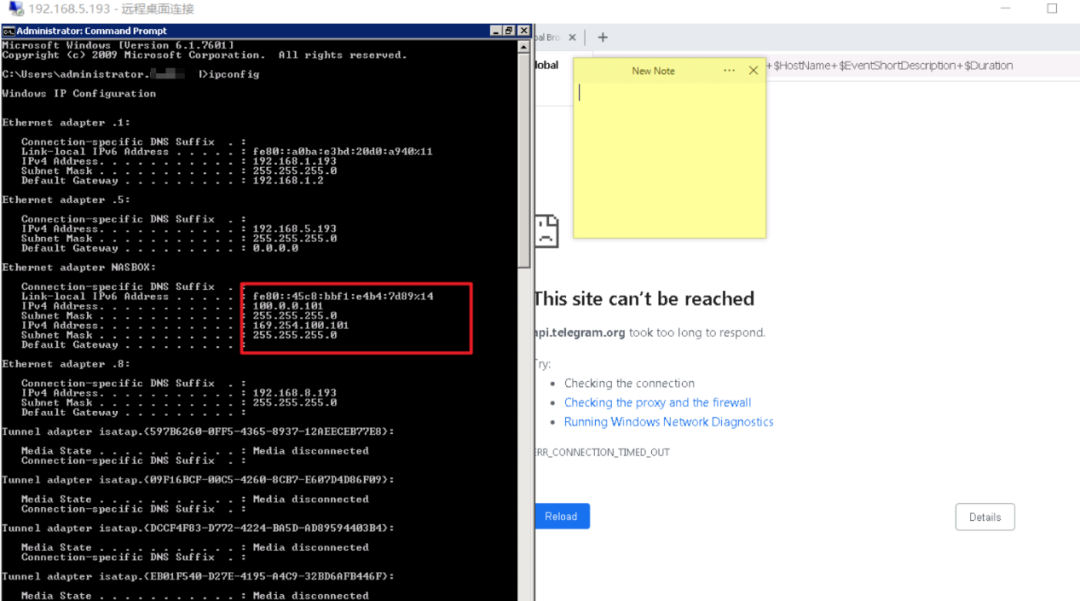 192.168.5.193 - 远程桌面连接
Administrator: Command Prompt
Microsoft Windows [Version 6.1.7601]
Copyright (c) 2009 Microsoft Corporation.  All rights reserved.
C:\Users\administrator. >ipconfig
Windows IP Configuration
Ethernet adapter .1:
Connection-specific DNS Suffix  . :
Link-local IPv6 Address . . . . . : fe80::a0ba:e3bd:20d0:a940%11
IPv4 Address. . . . . . . . . . . : 192.168.1.193
Subnet Mask . . . . . . . . . . . : 255.255.255.0
Default Gateway . . . . . . . . . : 192.168.1.2
Ethernet adapter .5:
Connection-specific DNS Suffix  . :
IPv4 Address. . . . . . . . . . . : 192.168.5.193
Subnet Mask . . . . . . . . . . . : 255.255.255.0
Default Gateway . . . . . . . . . : 0.0.0.0
Ethernet adapter NASBOX:
Connection-specific DNS Suffix  . :
Link-local IPv6 Address . . . . . : fe80::45c8:bbf1:e4b4:7d89%14
IPv4 Address. . . . . . . . . . . : 100.0.0.101
Subnet Mask . . . . . . . . . . . : 255.255.255.0
IPv4 Address. . . . . . . . . . . : 169.254.100.101
Subnet Mask . . . . . . . . . . . : 255.255.255.0
Default Gateway . . . . . . . . . :
Ethernet adapter .8:
Connection-specific DNS Suffix  . :
IPv4 Address. . . . . . . . . . . : 192.168.8.193
Subnet Mask . . . . . . . . . . . : 255.255.255.0
Default Gateway . . . . . . . . . :
Tunnel adapter isatap.{597B6260-0FF5-4365-8937-12AEECEB77E8}:
Media State . . . . . . . . . . . : Media disconnected
Connection-specific DNS Suffix  . :
Tunnel adapter isatap.{09F16BCF-00C5-4260-8CB7-E607D4D86F09}:
Media State . . . . . . . . . . . : Media disconnected
Connection-specific DNS Suffix  . :
Tunnel adapter isatap.{DCCF4F83-D772-4224-BA5D-AD89594403B4}:
Media State . . . . . . . . . . . : Media disconnected
Connection-specific DNS Suffix  . :
Tunnel adapter isatap.{EB01F540-D27E-4195-A4C9-32BD6AFB446F}:
Media State . . . . . . . . . . . : Media disconnected
bal Bro
lobal
+$HostName+$EventShortDescription+$Duration
New Note
This site can't be reached
api.telegram.org took too long to respond.
Try:
Checking the connection
Checking the proxy and the firewall
Running Windows Network Diagnostics
ERR_CONNECTION_TIMED_OUT
Reload
Details